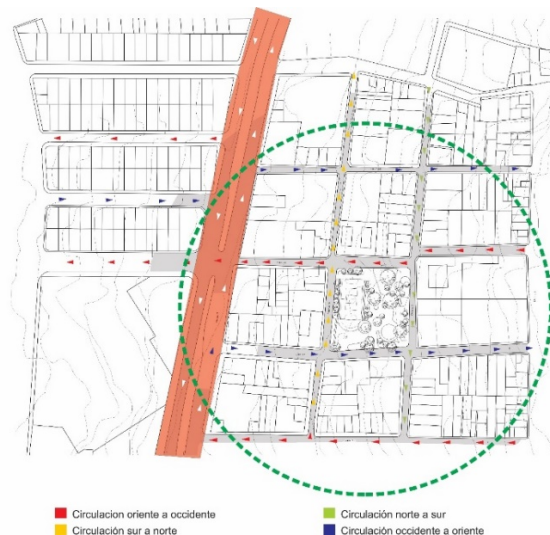 Circulacion oriente a occidente
Circulación sur a norte
Circulación norte a sur
Circulación occidente a oriente